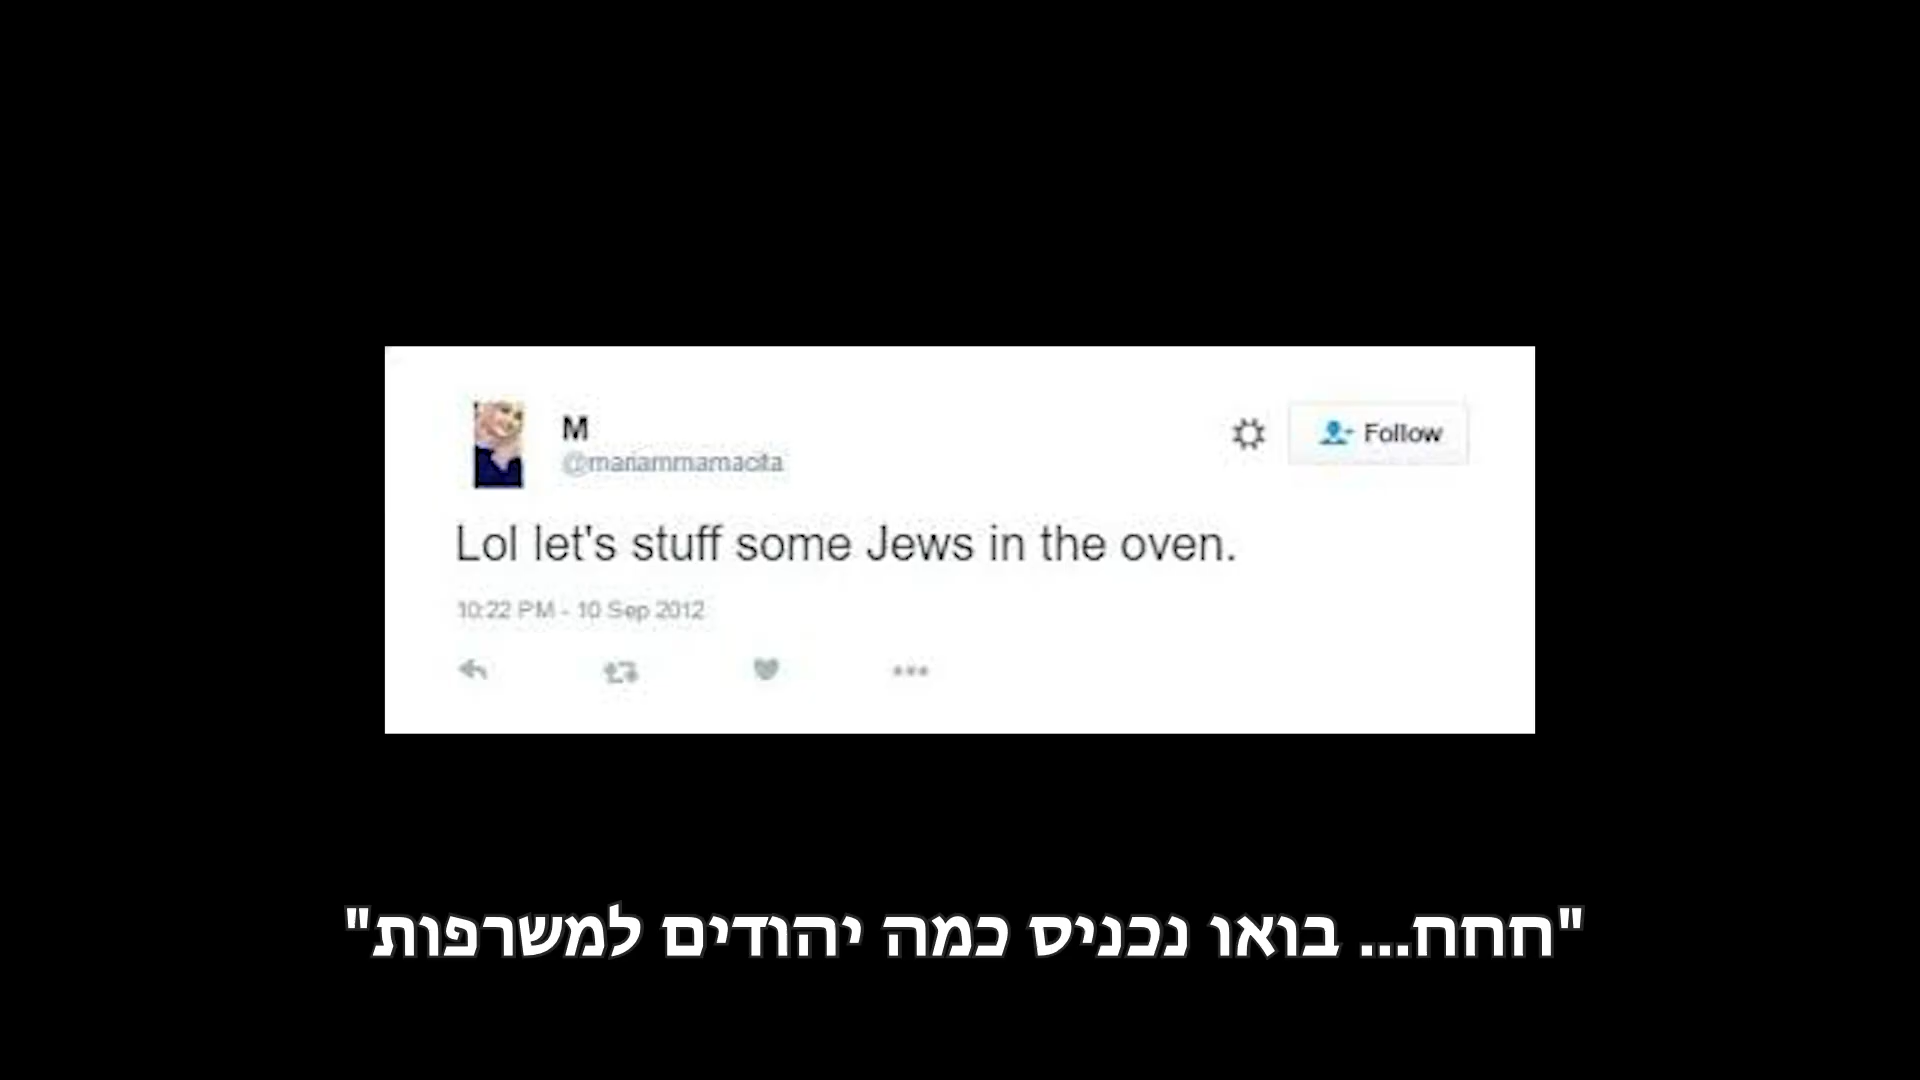 M
@mariammamacita
Follow
Lol let's stuff some Jews in the oven.
10:22 PM - 10 Sep 2012
"חחח... בואו נכניס כמה יהודים למשרפות"